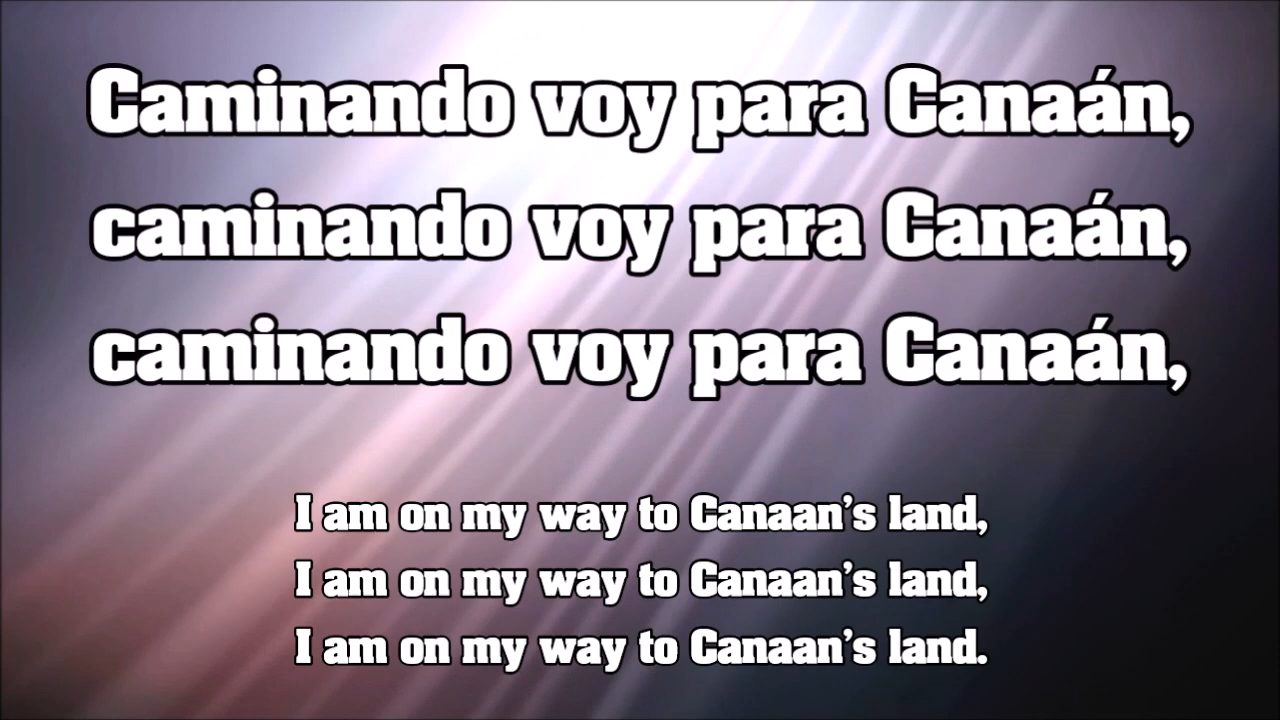 Caminando voy para Canaán,
caminando voy para Canaán,
caminando voy para Canaán,
I am on my way to Canaan's land,
I am on my way to Canaan's land,
I am on my way to Canaan's land.